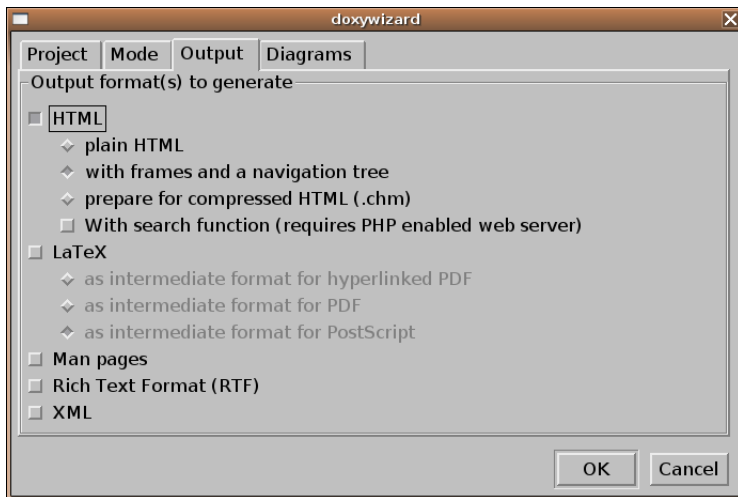 doxywizard
Project Mode Output Diagrams
Output format(s) to generate
HTML
plain HTML
with frames and a navigation tree
prepare for compressed HTML (.chm)
With search function (requires PHP enabled web server)
LaTeX
as intermediate format for hyperlinked PDF
as intermediate format for PDF
as intermediate format for PostScript
Man pages
Rich Text Format (RTF)
XML
OK Cancel